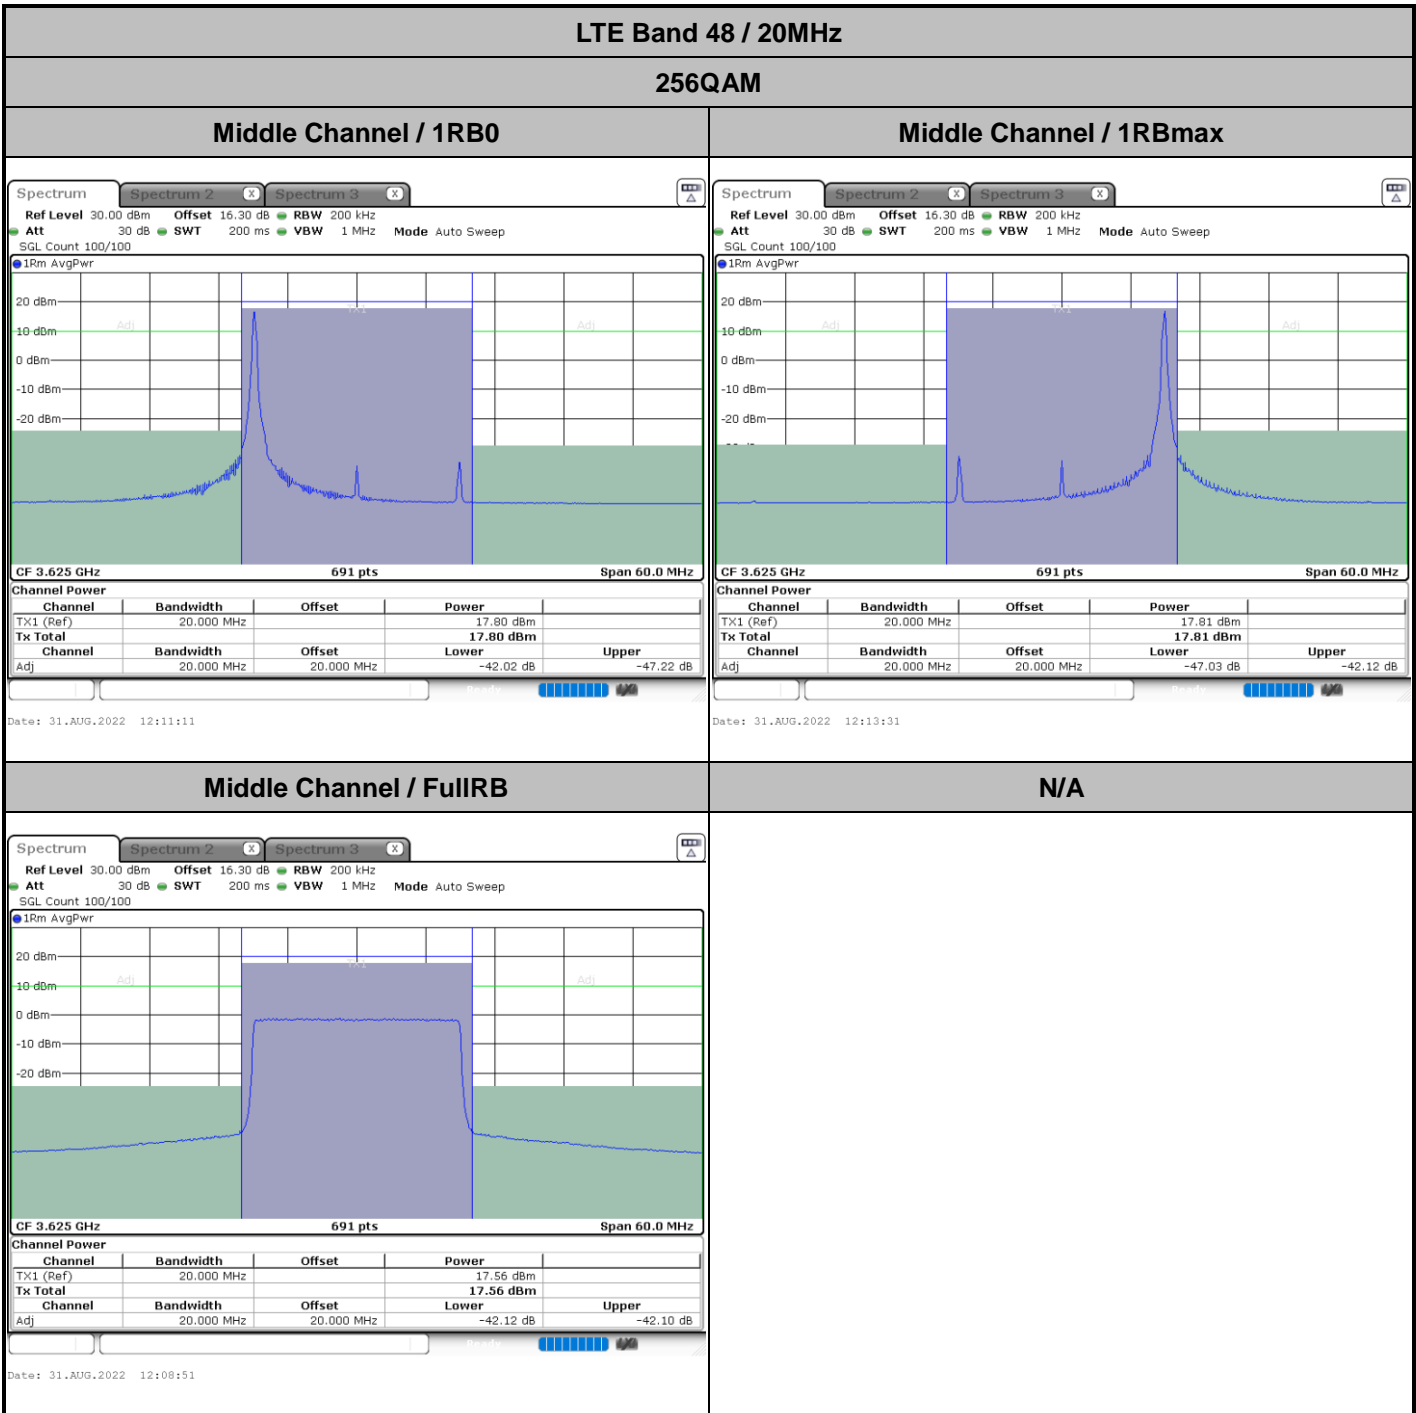 LTE Band 48 / 20MHz
256QAM
Middle Channel / 1RB0
Middle Channel / 1RBmax
Spectrum Spectrum 2 X Spectrum 3 X
Ref Level 30.00 dBm Offset 16.30 dB RBW 200 kHz
Att 30 dB SWT 200 ms VBW 1 MHz Mode Auto Sweep
SGL Count 100/100
1Rm AvgPwr
TX1
20 dBm
Adj Adj
10 dBm
0 dBm
-10 dBm
-20 dBm
CF 3.625 GHz 691 pts Span 60.0 MHz
Channel Power
Channel Bandwidth Offset Power
TX1 (Ref) 20.000 MHz 17.80 dBm
Tx Total 17.80 dBm
Channel Bandwidth Offset Lower Upper
Adj 20.000 MHz 20.000 MHz -42.02 dB -47.22 dB
Ready
Date: 31.AUG.2022 12:11:11
Spectrum Spectrum 2 X Spectrum 3 X
Ref Level 30.00 dBm Offset 16.30 dB RBW 200 kHz
Att 30 dB SWT 200 ms VBW 1 MHz Mode Auto Sweep
SGL Count 100/100
1Rm AvgPwr
TX1
20 dBm
Adj Adj
10 dBm
0 dBm
-10 dBm
-20 dBm
CF 3.625 GHz 691 pts Span 60.0 MHz
Channel Power
Channel Bandwidth Offset Power
TX1 (Ref) 20.000 MHz 17.81 dBm
Tx Total 17.81 dBm
Channel Bandwidth Offset Lower Upper
Adj 20.000 MHz 20.000 MHz -47.03 dB -42.12 dB
Ready
Date: 31.AUG.2022 12:13:31
Middle Channel / FullRB
N/A
Spectrum Spectrum 2 X Spectrum 3 X
Ref Level 30.00 dBm Offset 16.30 dB RBW 200 kHz
Att 30 dB SWT 200 ms VBW 1 MHz Mode Auto Sweep
SGL Count 100/100
1Rm AvgPwr
20 dBm
TX1
Adj Adj
10 dBm
0 dBm
-10 dBm
-20 dBm
CF 3.625 GHz 691 pts Span 60.0 MHz
Channel Power
Channel Bandwidth Offset Power
TX1 (Ref) 20.000 MHz 17.56 dBm
Tx Total 17.56 dBm
Channel Bandwidth Offset Lower Upper
Adj 20.000 MHz 20.000 MHz -42.12 dB -42.10 dB
Ready
Date: 31.AUG.2022 12:08:51